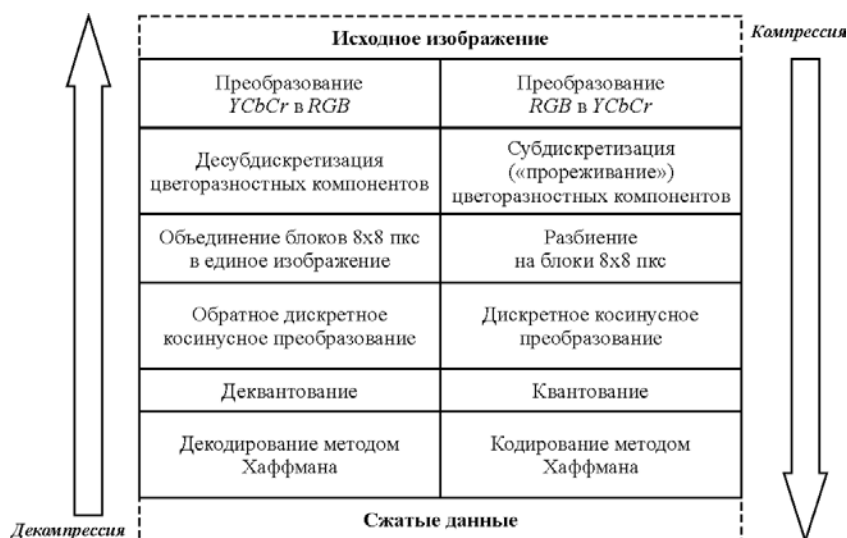 Исходное изображение
Компрессия
Преобразование
YCbCr в RGB
Преобразование
RGB в YCbCr
Десубдискретизация
цветоразностных компонентов
Субдискретизация
(«прореживание»)
цветоразностных компонентов
Объединение блоков 8x8 пкс
в единое изображение
Разбиение
на блоки 8x8 пкс
Обратное дискретное
косинусное преобразование
Дискретное косинусное
преобразование
Деквантование
Квантование
Декодирование методом
Хаффмана
Кодирование методом
Хаффмана
Декомпрессия
Сжатые данные